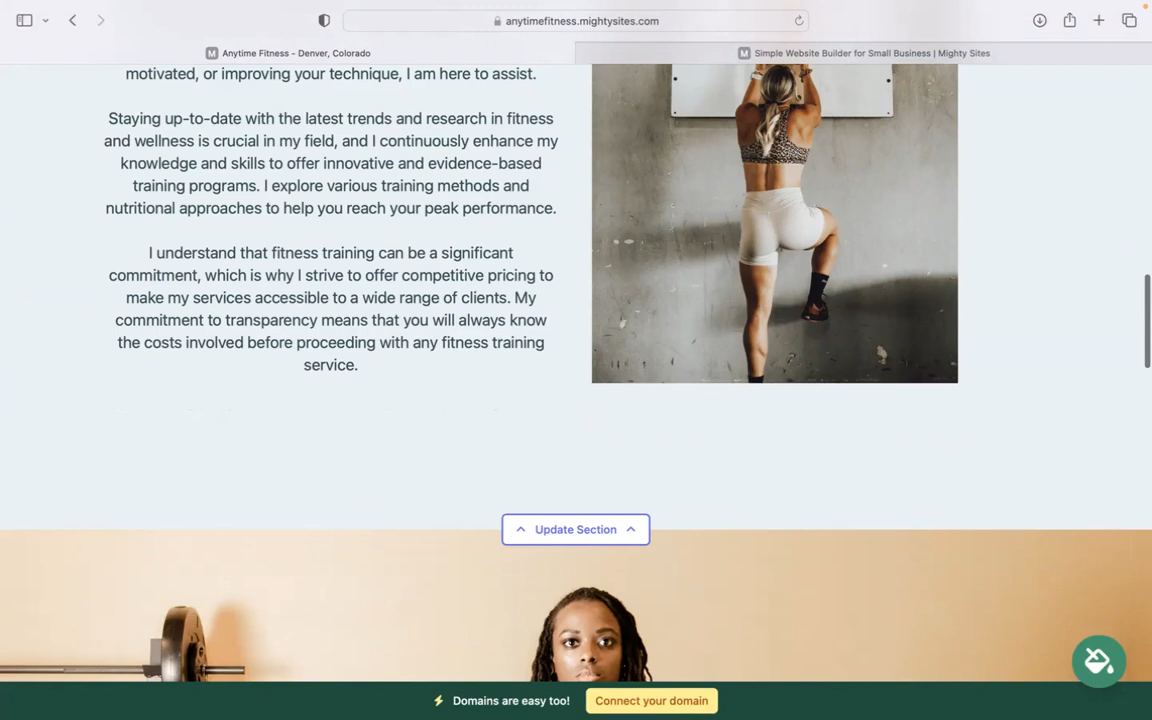 anytimefitness.mightysites.com
M Anytime Fitness - Denver, Colorado
M Simple Website Builder for Small Business | Mighty Sites
motivated, or improving your technique, I am here to assist.
Staying up-to-date with the latest trends and research in fitness
and wellness is crucial in my field, and I continuously enhance my
knowledge and skills to offer innovative and evidence-based
training programs. I explore various training methods and
nutritional approaches to help you reach your peak performance.
I understand that fitness training can be a significant
commitment, which is why I strive to offer competitive pricing to
make my services accessible to a wide range of clients. My
commitment to transparency means that you will always know
the costs involved before proceeding with any fitness training
service.
Update Section
Domains are easy too!
Connect your domain